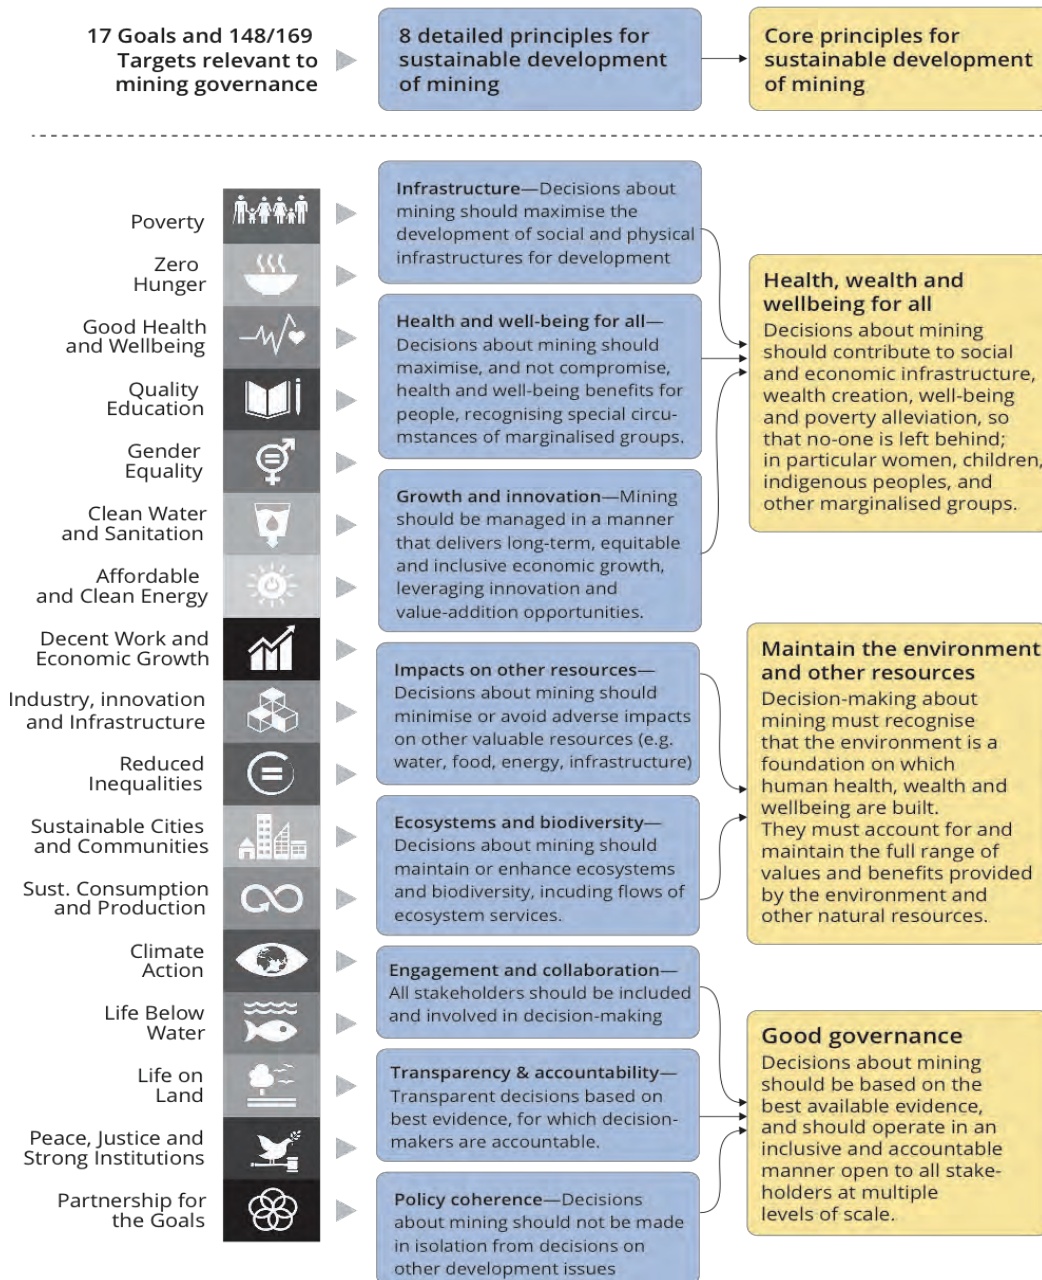 17 Goals and 148/169
Targets relevant to
mining governance
8 detailed principles for
sustainable development
of mining
Core principles for
sustainable development
of mining
Poverty
Zero
Hunger
Good Health
and Wellbeing
Quality
Education
Gender
Equality
Clean Water
and Sanitation
Affordable
and Clean Energy
Decent Work and
Economic Growth
Industry, innovation
and Infrastructure
Reduced
Inequalities
Sustainable Cities
and Communities
Sust. Consumption
and Production
Climate
Action
Life Below
Water
Life on
Land
Peace, Justice and
Strong Institutions
Partnership for
the Goals
Infrastructure—Decisions about
mining should maximise the
development of social and physical
infrastructures for development
Health and well-being for all—
Decisions about mining should
maximise, and not compromise,
health and well-being benefits for
people, recognising special circu-
mstances of marginalised groups.
Growth and innovation—Mining
should be managed in a manner
that delivers long-term, equitable
and inclusive economic growth,
leveraging innovation and
value-addition opportunities.
Impacts on other resources—
Decisions about mining should
minimise or avoid adverse impacts
on other valuable resources (e.g.
water, food, energy, infrastructure)
Ecosystems and biodiversity—
Decisions about mining should
maintain or enhance ecosystems
and biodiversity, incuding flows of
ecosystem services.
Engagement and collaboration—
All stakeholders should be included
and involved in decision-making
Transparency & accountability—
Transparent decisions based on
best evidence, for which decision-
makers are accountable.
Policy coherence—Decisions
about mining should not be made
in isolation from decisions on
other development issues
Health, wealth and
wellbeing for all
Decisions about mining
should contribute to social
and economic infrastructure,
wealth creation, well-being
and poverty alleviation, so
that no-one is left behind;
in particular women, children,
indigenous peoples, and
other marginalised groups.
Maintain the environment
and other resources
Decision-making about
mining must recognise
that the environment is a
foundation on which
human health, wealth and
wellbeing are built.
They must account for and
maintain the full range of
values and benefits provided
by the environment and
other natural resources.
Good governance
Decisions about mining
should be based on the
best available evidence,
and should operate in an
inclusive and accountable
manner open to all stake-
holders at multiple
levels of scale.